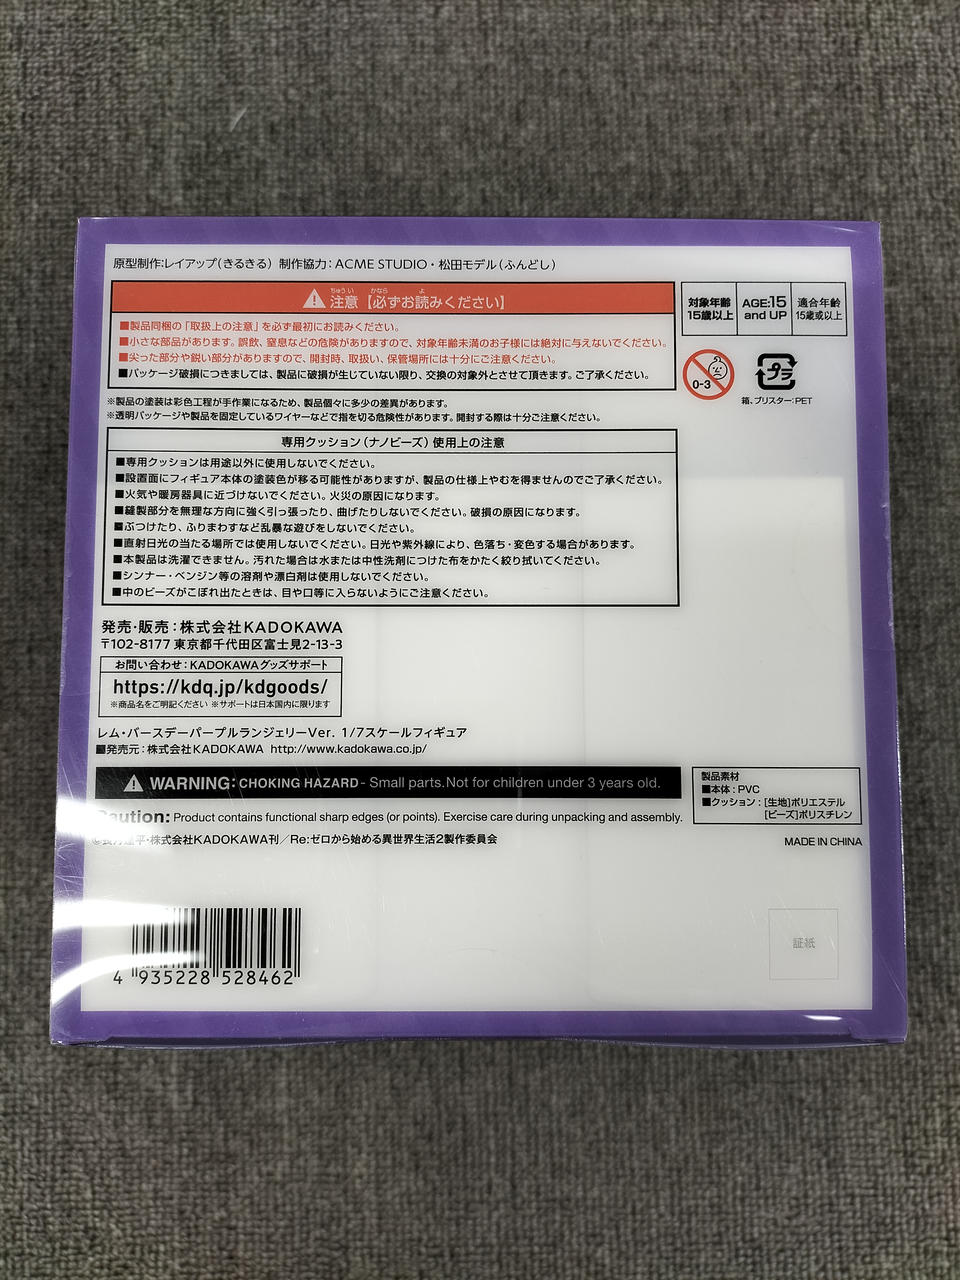 原型制作:レイアップ(きるきる) 制作協力:ACME STUDIO・松田モデル(ふんどし)
ちゅうい かなら よ
注意【必ずお読みください】
■製品同梱の「取扱上の注意」を必ず最初にお読みください。
■小さな部品があります。誤飲、窒息などの危険がありますので、対象年齢未満のお子様には絶対に与えないでください。
■尖った部分や鋭い部分がありますので、開封時、取扱い、保管場所には十分にご注意ください。
■パッケージ破損につきましては、製品に破損が生じていない限り、交換の対象外とさせて頂きます。ご了承ください。
対象年齢
15歳以上
AGE:15
and UP
適合年齢
15歳或以上
0-3
プラ
箱、ブリスター:PET
※製品の塗装は彩色工程が手作業になるため、製品個々に多少の差異があります。
※透明パッケージや製品を固定しているワイヤーなどで指を切る危険性があります。開封する際は十分ご注意ください。
専用クッション(ナノビーズ)使用上の注意
■専用クッションは用途以外に使用しないでください。
■設置面にフィギュア本体の塗装色が移る可能性がありますが、製品の仕様上やむを得ませんのでご了承ください。
■火気や暖房器具に近づけないでください。火災の原因になります。
■縫製部分を無理な方向に強く引っ張ったり、曲げたりしないでください。破損の原因になります。
■ぶつけたり、ふりまわすなど乱暴な遊びをしないでください。
■直射日光の当たる場所では使用しないでください。日光や紫外線により、色落ち・変色する場合があります。
■本製品は洗濯できません。汚れた場合は水または中性洗剤につけた布をかたく絞り拭いてください。
■シンナー・ベンジン等の溶剤や漂白剤は使用しないでください。
■中のビーズがこぼれ出たときは、目や口等に入らないようにご注意ください。
発売・販売:株式会社KADOKAWA
〒102-8177 東京都千代田区富士見2-13-3
お問い合わせ:KADOKAWAグッズサポート
https://kdq.jp/kdgoods/
※商品名をご明記ください ※サポートは日本国内に限ります
レム・バースデーパープルランジェリーVer. 1/7スケールフィギュア
■発売元:株式会社KADOKAWA http://www.kadokawa.co.jp/
WARNING: CHOKING HAZARD- Small parts.Not for children under 3 years old.
Caution: Product contains functional sharp edges (or points). Exercise care during unpacking and assembly.
©長月達平・株式会社KADOKAWA刊/Re:ゼロから始める異世界生活2製作委員会
製品素材
■本体:PVC
■クッション:[生地]ポリエステル
[ビーズ]ポリスチレン
MADE IN CHINA
証紙
4 935228 528462